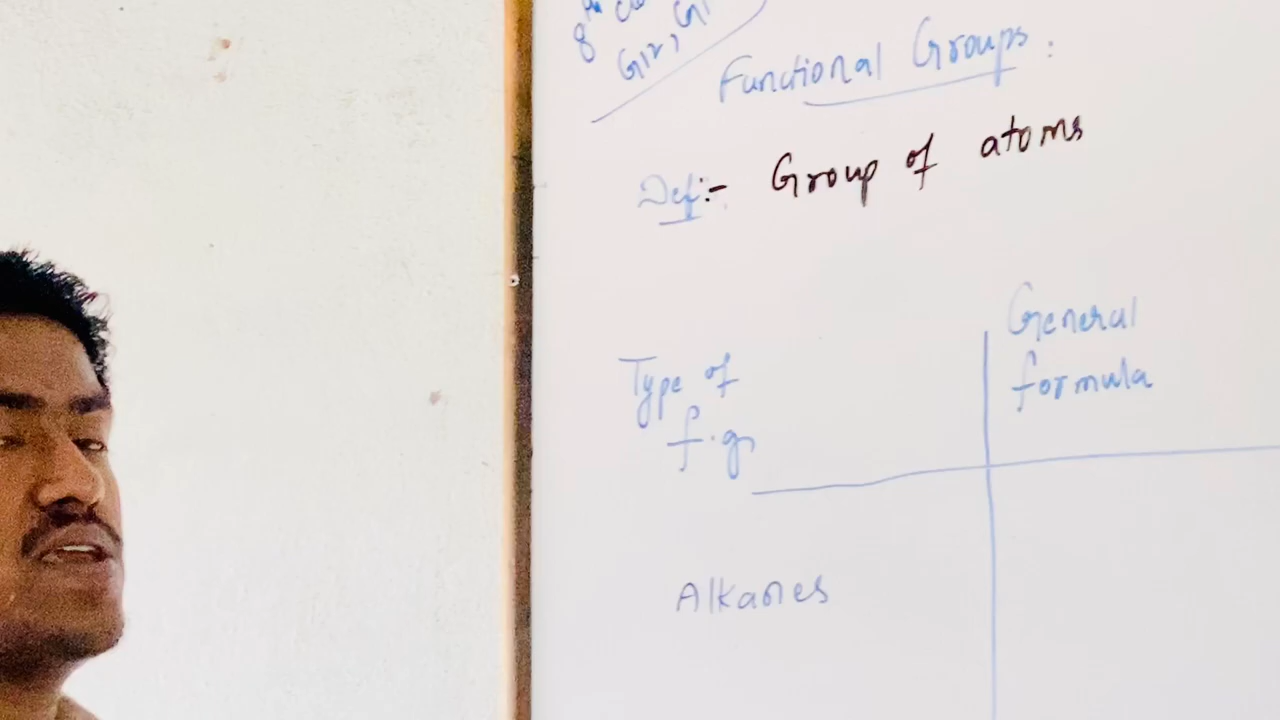 Functional Groups :
Def:- Group of atoms
Type of
f.g
General
formula
Alkanes